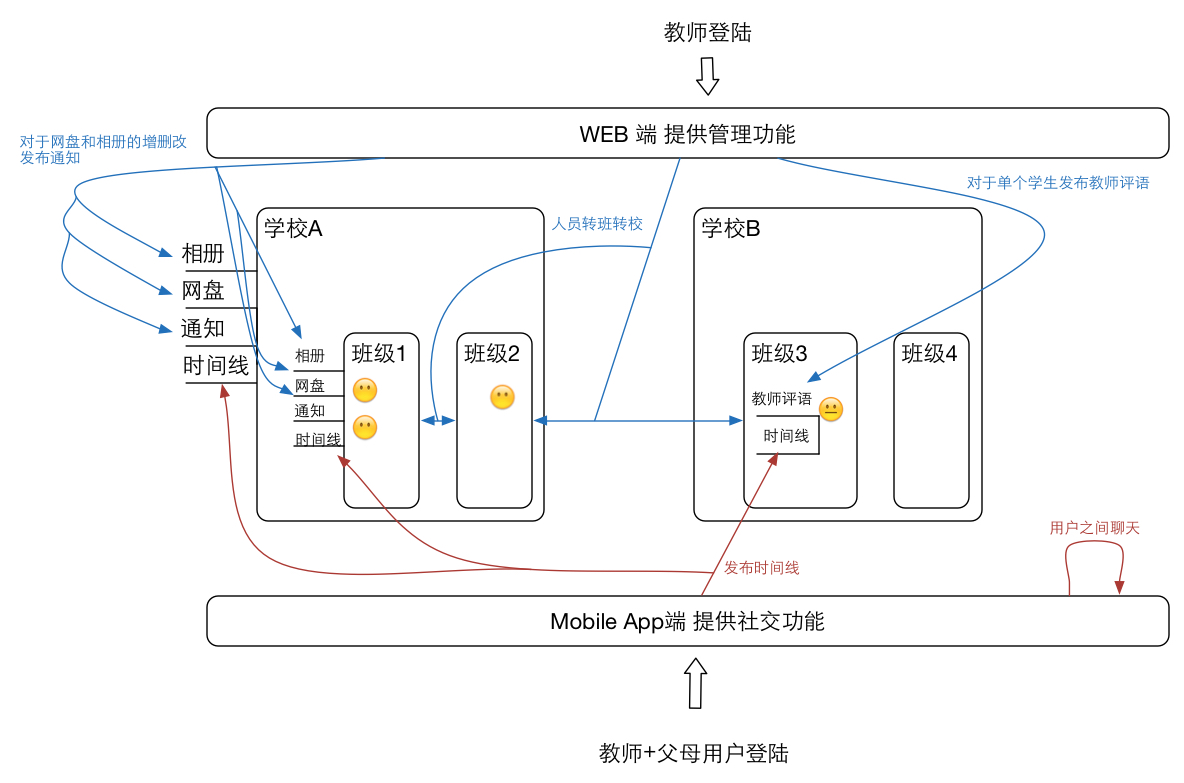 教师登陆
WEB 端 提供管理功能
对于网盘和相册的增删改
发布通知
对于单个学生发布教师评语
人员转班转校
学校A
学校B
相册
网盘
通知
时间线
相册
网盘
通知
时间线
班级1
班级2
班级3
班级4
教师评语
时间线
用户之间聊天
发布时间线
Mobile App端 提供社交功能
教师+父母用户登陆